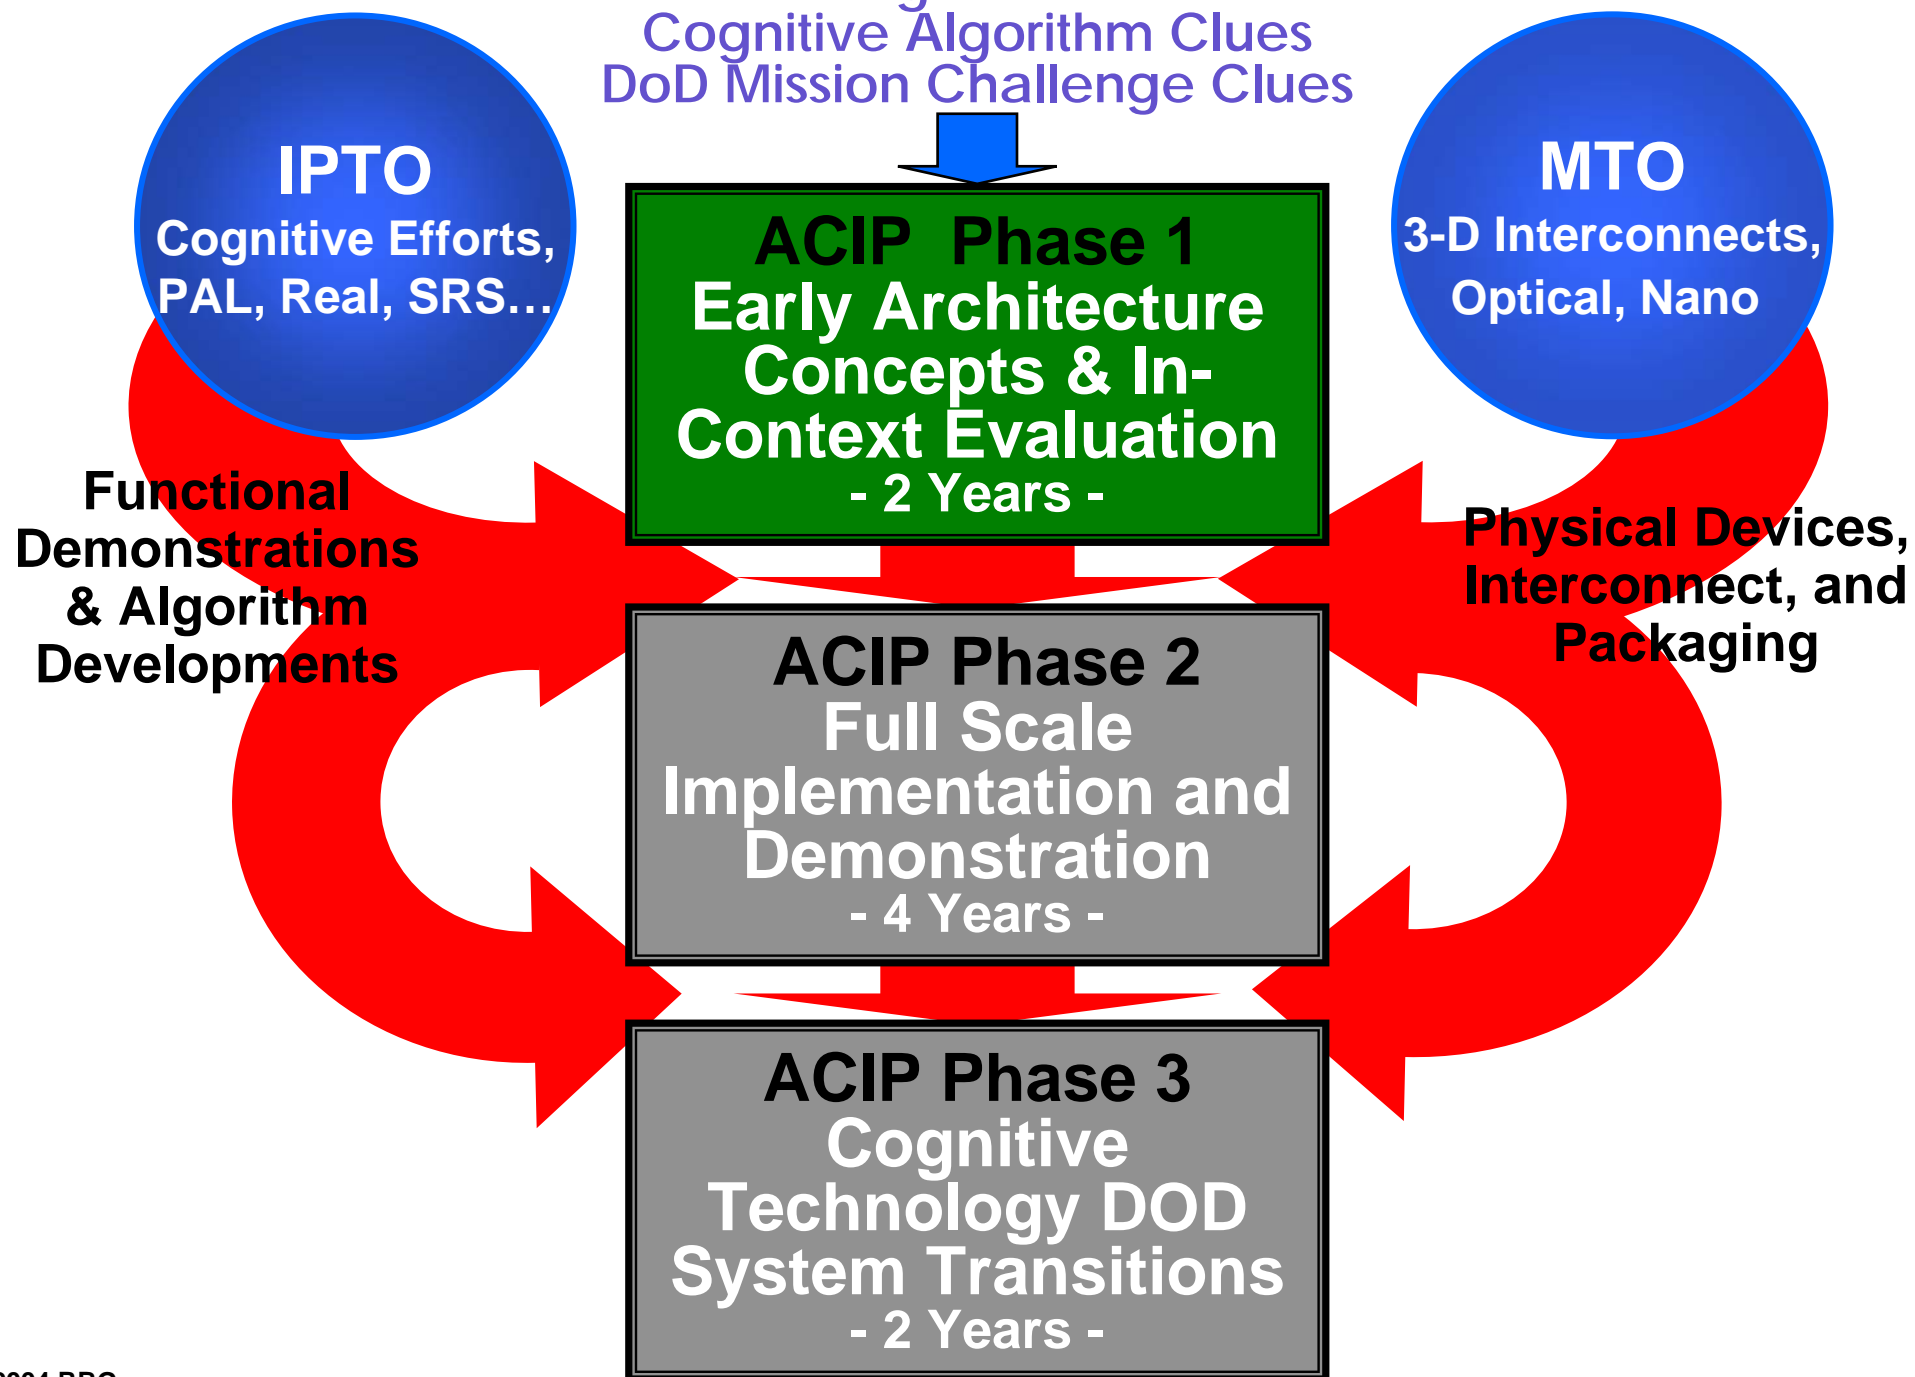 Cognitive Algorithm Clues
DoD Mission Challenge Clues
IPTO
Cognitive Efforts,
PAL, Real, SRS…
ACIP Phase 1
Early Architecture
Concepts & In-
Context Evaluation
- 2 Years -
MTO
3-D Interconnects,
Optical, Nano
Functional
Demonstrations
& Algorithm
Developments
Physical Devices,
Interconnect, and
Packaging
ACIP Phase 2
Full Scale
Implementation and
Demonstration
- 4 Years -
ACIP Phase 3
Cognitive
Technology DOD
System Transitions
- 2 Years -